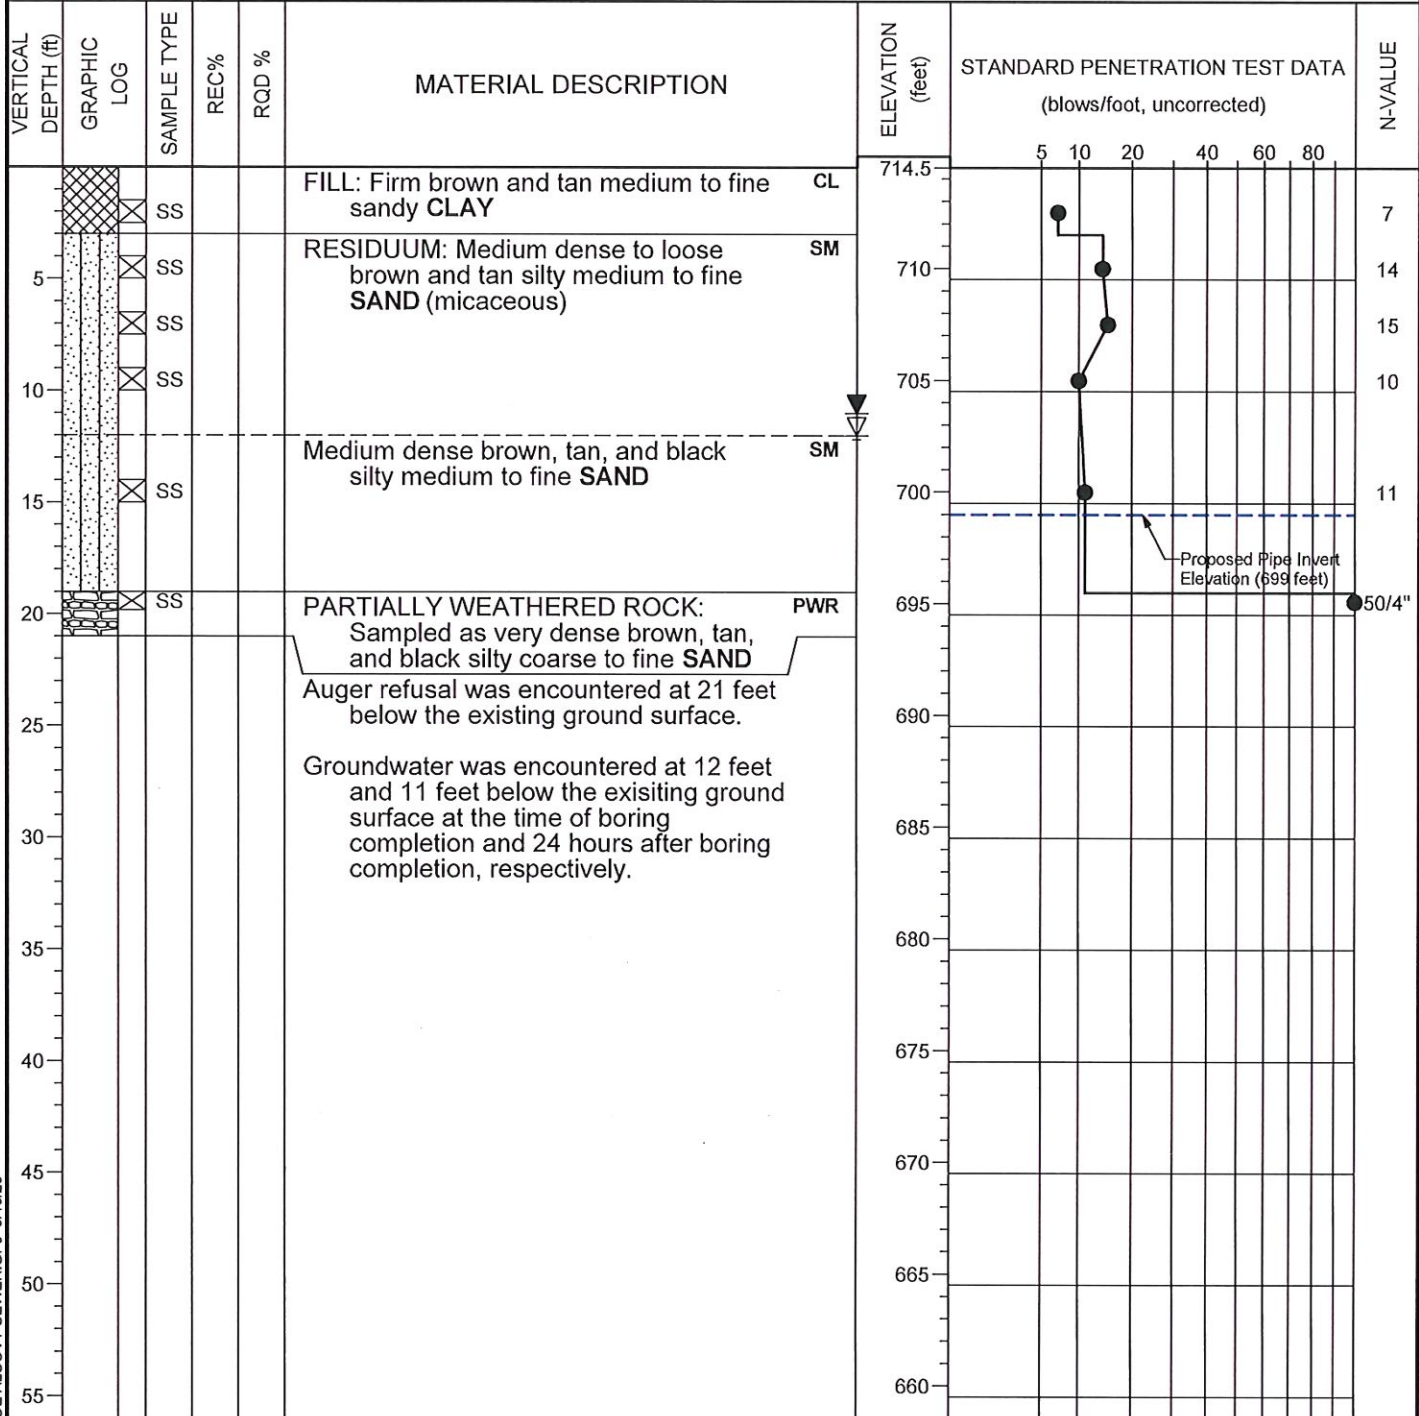 VERTICAL
DEPTH (ft)
GRAPHIC
LOG
SAMPLE TYPE
REC%
RQD %
MATERIAL DESCRIPTION
ELEVATION
(feet)
STANDARD PENETRATION TEST DATA
(blows/foot, uncorrected)
N-VALUE
5 10 20 40 60 80
714.5
FILL: Firm brown and tan medium to fine CL
sandy CLAY
SS
7
RESIDUUM: Medium dense to loose SM
brown and tan silty medium to fine
SAND (micaceous)
SS
710
14
5
SS
15
SS
705
10
10
Medium dense brown, tan, and black SM
silty medium to fine SAND
SS
700
11
15
Proposed Pipe Invert
Elevation (699 feet)
SS
PARTIALLY WEATHERED ROCK: PWR
Sampled as very dense brown, tan,
and black silty coarse to fine SAND
695
50/4"
20
Auger refusal was encountered at 21 feet
below the existing ground surface.
690
25
Groundwater was encountered at 12 feet
and 11 feet below the exisiting ground
surface at the time of boring
completion and 24 hours after boring
completion, respectively.
685
30
680
35
675
40
670
45
665
50
660
55